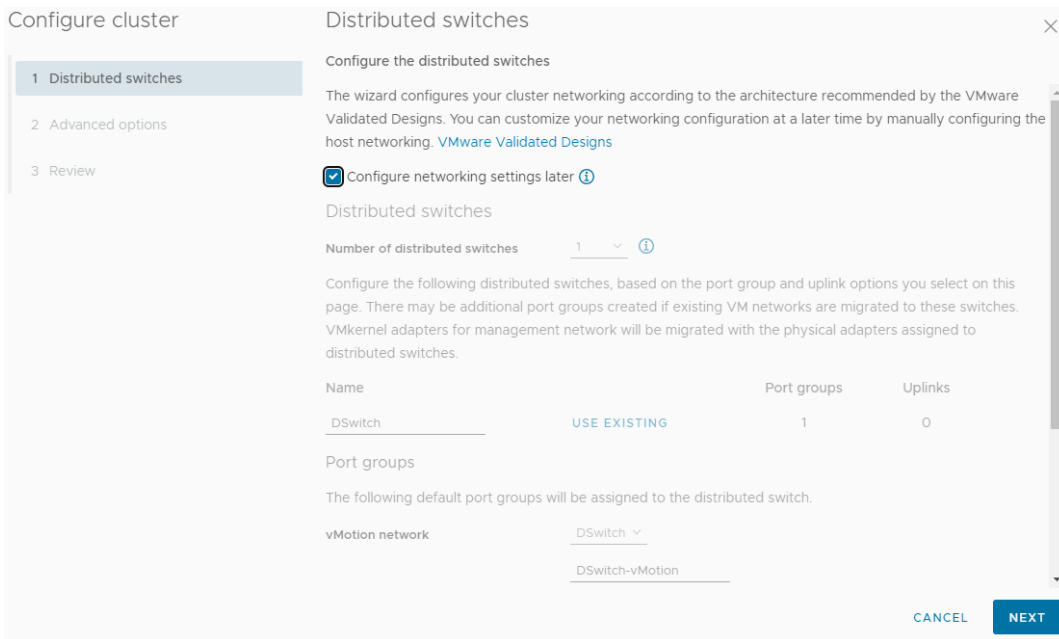 Configure cluster
1 Distributed switches
2 Advanced options
3 Review
Distributed switches
Configure the distributed switches
The wizard configures your cluster networking according to the architecture recommended by the VMware
Validated Designs. You can customize your networking configuration at a later time by manually configuring the
host networking. VMware Validated Designs
Configure networking settings later
Distributed switches
Number of distributed switches 1
Configure the following distributed switches, based on the port group and uplink options you select on this
page. There may be additional port groups created if existing VM networks are migrated to these switches.
VMkernel adapters for management network will be migrated with the physical adapters assigned to
distributed switches.
Name Port groups Uplinks
DSwitch USE EXISTING 1 0
Port groups
The following default port groups will be assigned to the distributed switch.
vMotion network DSwitch
DSwitch-vMotion
CANCEL NEXT